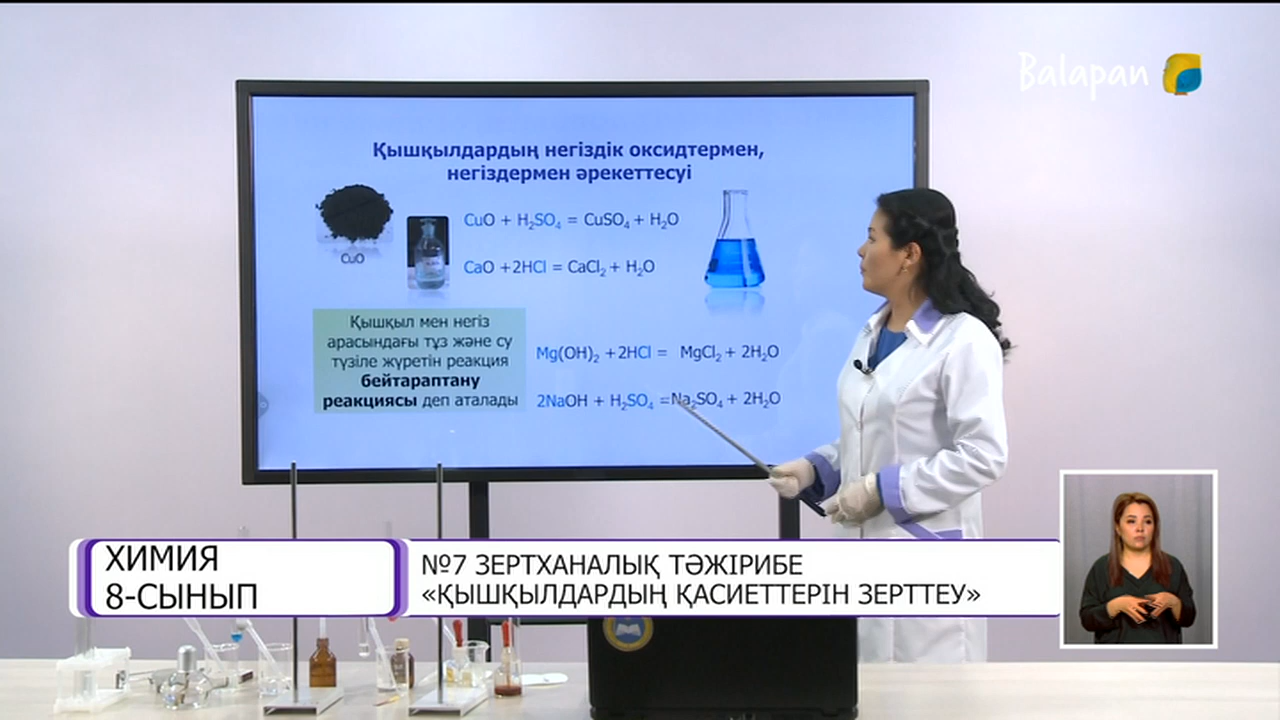 Balapan
Қышқылдардың негіздік оксидтермен,
негіздермен әрекеттесуі
CuO + H₂SO₄ = CuSO₄ + H₂O
CuO
CaO +2HCl = CaCl₂ + H₂O
Қышқыл мен негіз
арасындағы тұз және су
түзіле жүретін реакция
бейтараптану
реакциясы деп аталады
Mg(OH)₂ +2HCl = MgCl₂ + 2H₂O
2NaOH + H₂SO₄ =Na₂SO₄ + 2H₂O
ХИМИЯ
8-СЫНЫП
№7 ЗЕРТХАНАЛЫҚ ТӘЖІРИБЕ
«ҚЫШҚЫЛДАРДЫҢ ҚАСИЕТТЕРІН ЗЕРТТЕУ»